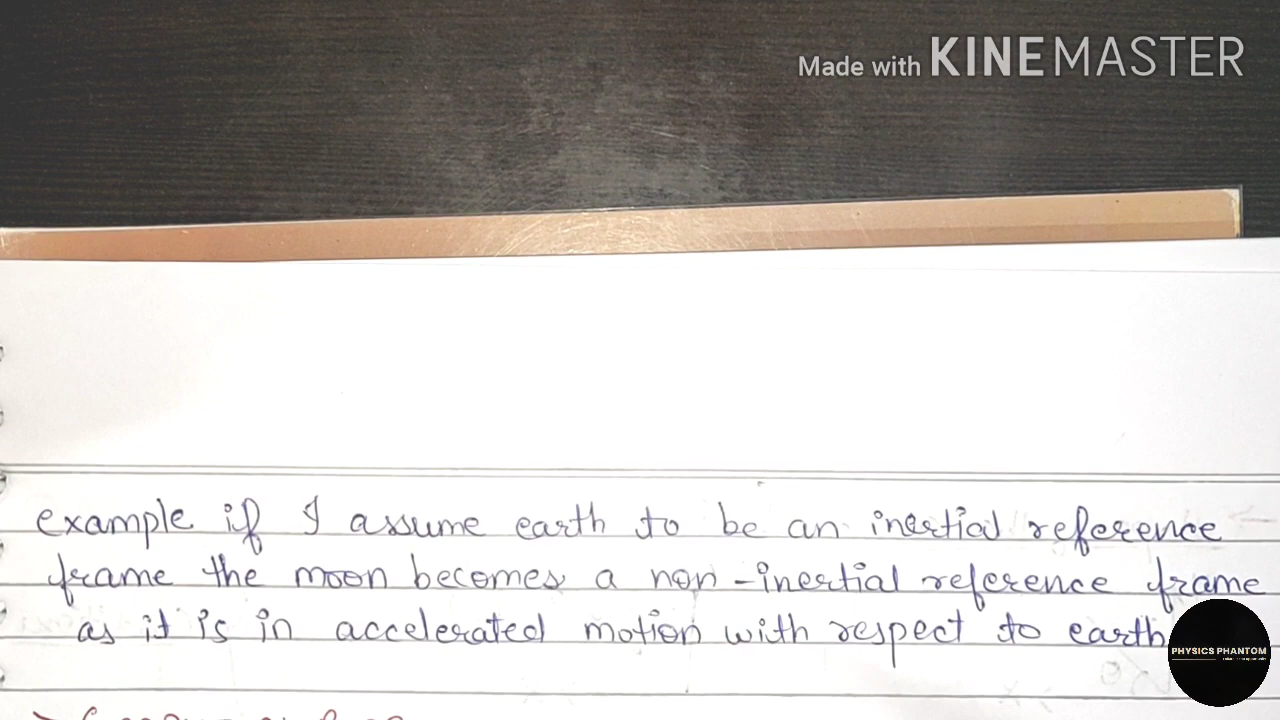 Made with KINEMASTER
example if I assume earth to be an inertial reference
frame the moon becomes a non-inertial reference frame
as it is in accelerated motion with respect to earth
PHYSICS PHANTOM